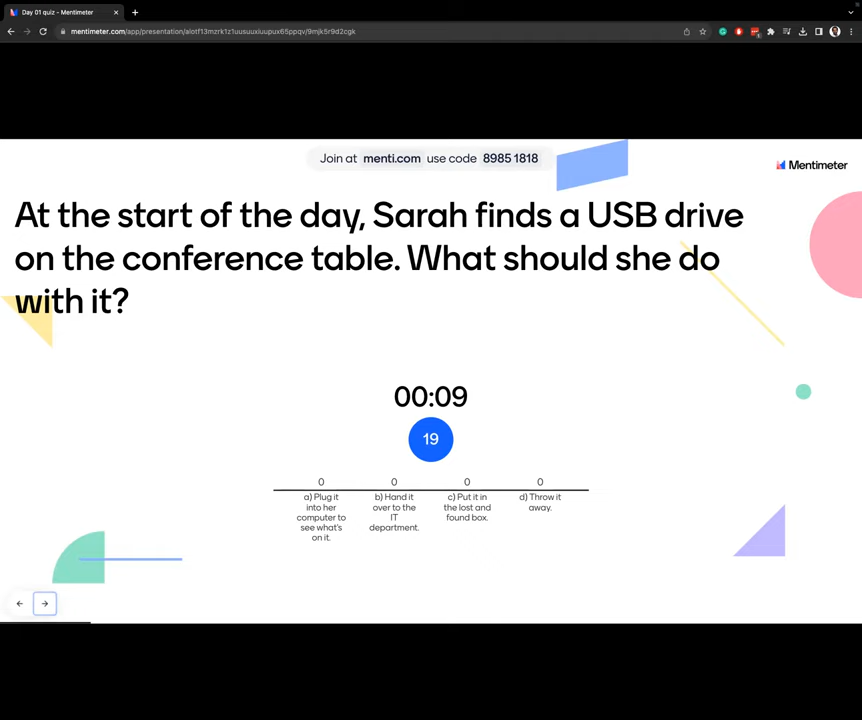 Day 01 quiz - Mentimeter
mentimeter.com/app/presentation/alotf13mzrk1z1uusuuxiuupux65ppqv/9mjk5r9d2cgk
Join at menti.com use code 8985 1818
Mentimeter
At the start of the day, Sarah finds a USB drive
on the conference table. What should she do
with it?
00:09
19
0
a) Plug it
into her
computer to
see what's
on it.
0
b) Hand it
over to the
IT
department.
0
c) Put it in
the lost and
found box.
0
d) Throw it
away.